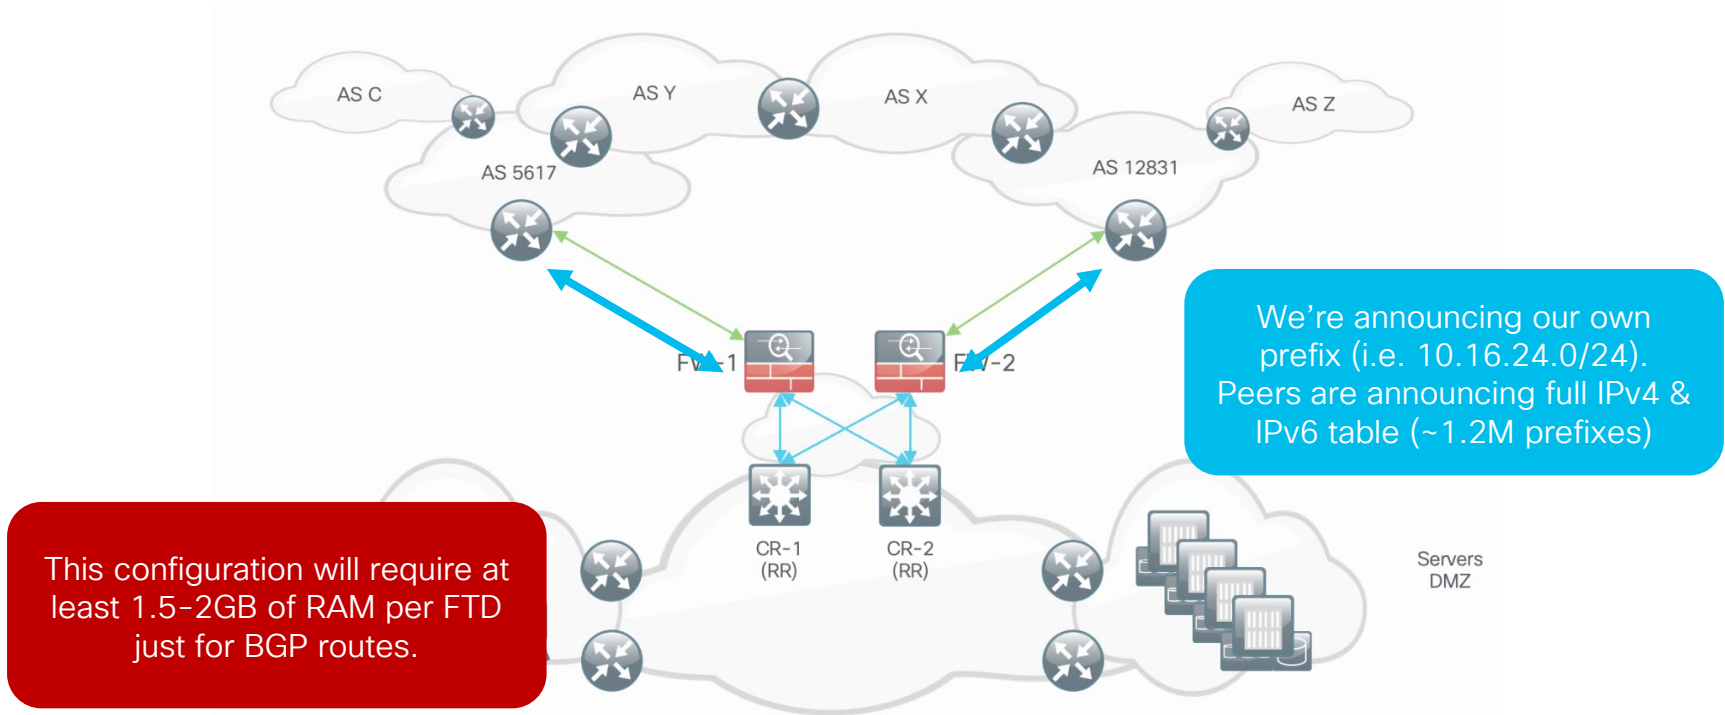 AS C
AS Y
AS X
AS Z
AS 5617
AS 12831
FW-1
FW-2
We're announcing our own
prefix (i.e. 10.16.24.0/24).
Peers are announcing full IPv4 &
IPv6 table (~1.2M prefixes)
CR-1
(RR)
CR-2
(RR)
Servers
DMZ
This configuration will require at
least 1.5-2GB of RAM per FTD
just for BGP routes.